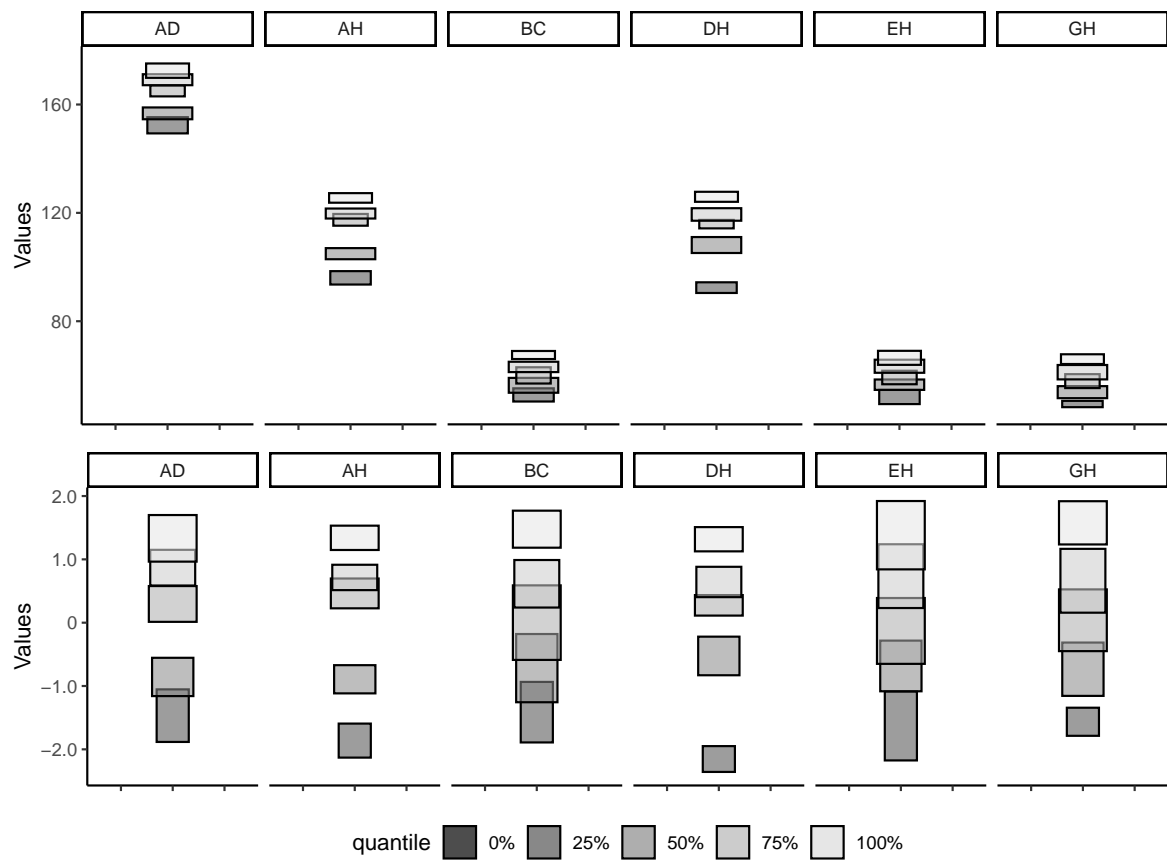 AD AH BC DH EH GH
160
120
80
Values
AD AH BC DH EH GH
2.0
1.0
0
−1.0
−2.0
Values
quantile 0% 25% 50% 75% 100%